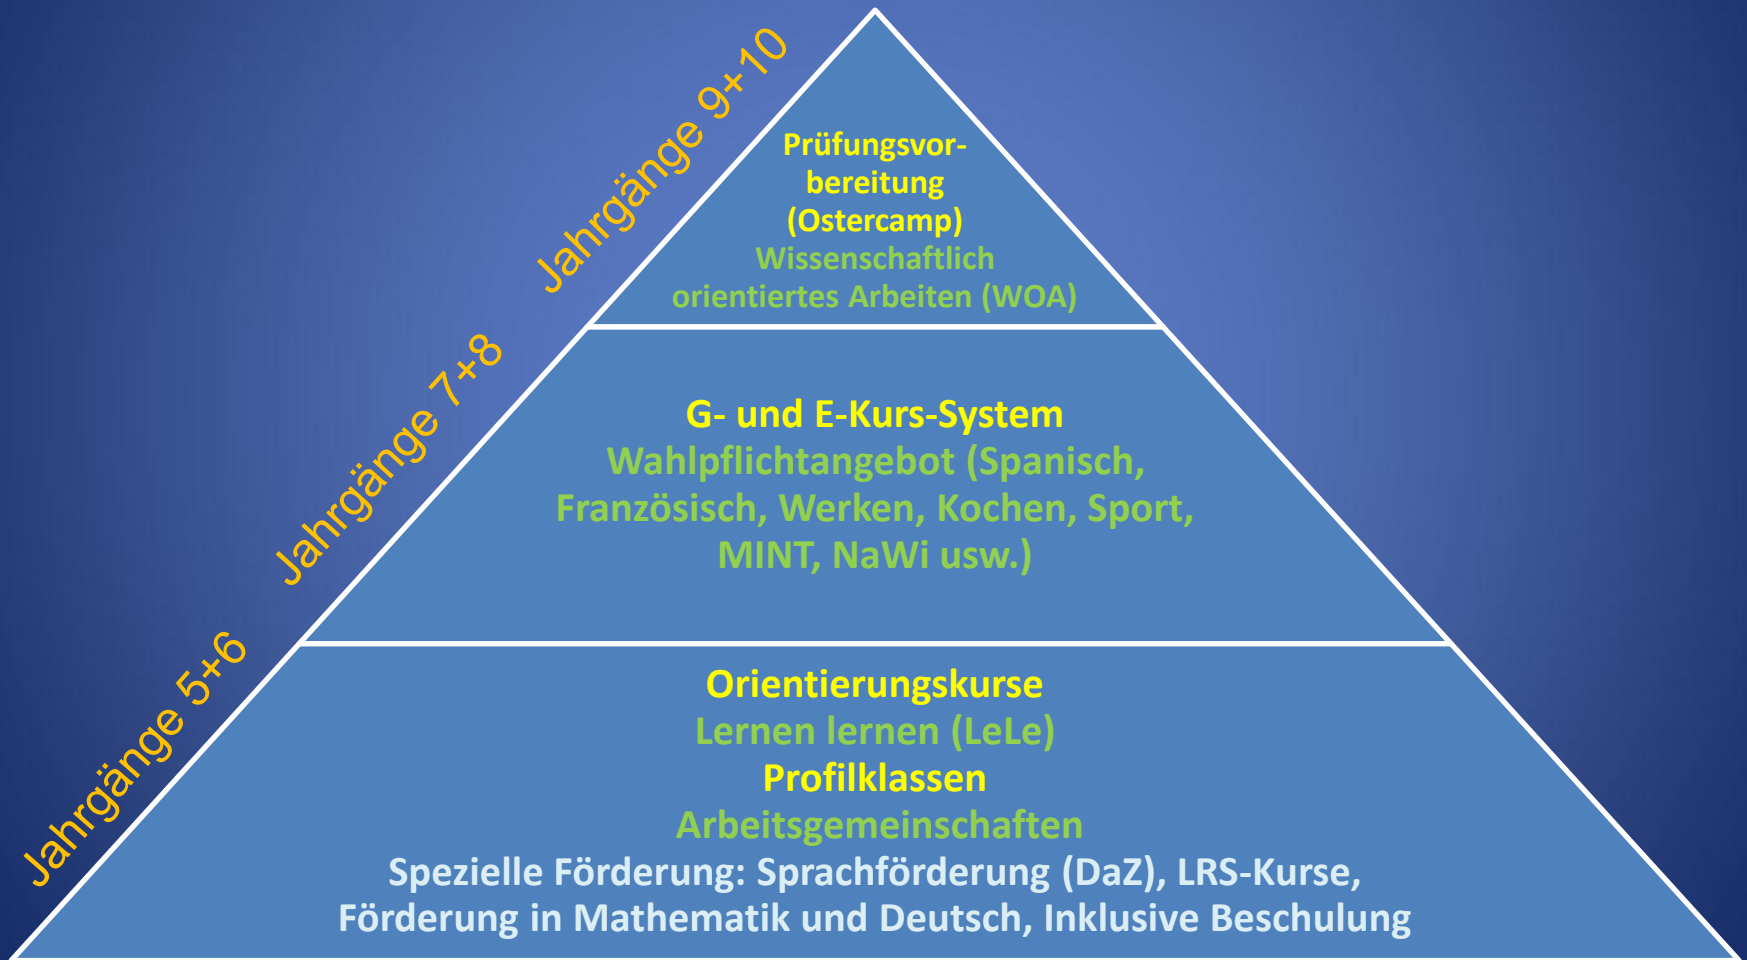 Jahrgänge 9+10
Prüfungsvor-
bereitung
(Ostercamp)
Wissenschaftlich
orientiertes Arbeiten (WOA)
Jahrgänge 7+8
G- und E-Kurs-System
Wahlpflichtangebot (Spanisch,
Französisch, Werken, Kochen, Sport,
MINT, NaWi usw.)
Jahrgänge 5+6
Orientierungskurse
Lernen lernen (LeLe)
Profilklassen
Arbeitsgemeinschaften
Spezielle Förderung: Sprachförderung (DaZ), LRS-Kurse,
Förderung in Mathematik und Deutsch, Inklusive Beschulung